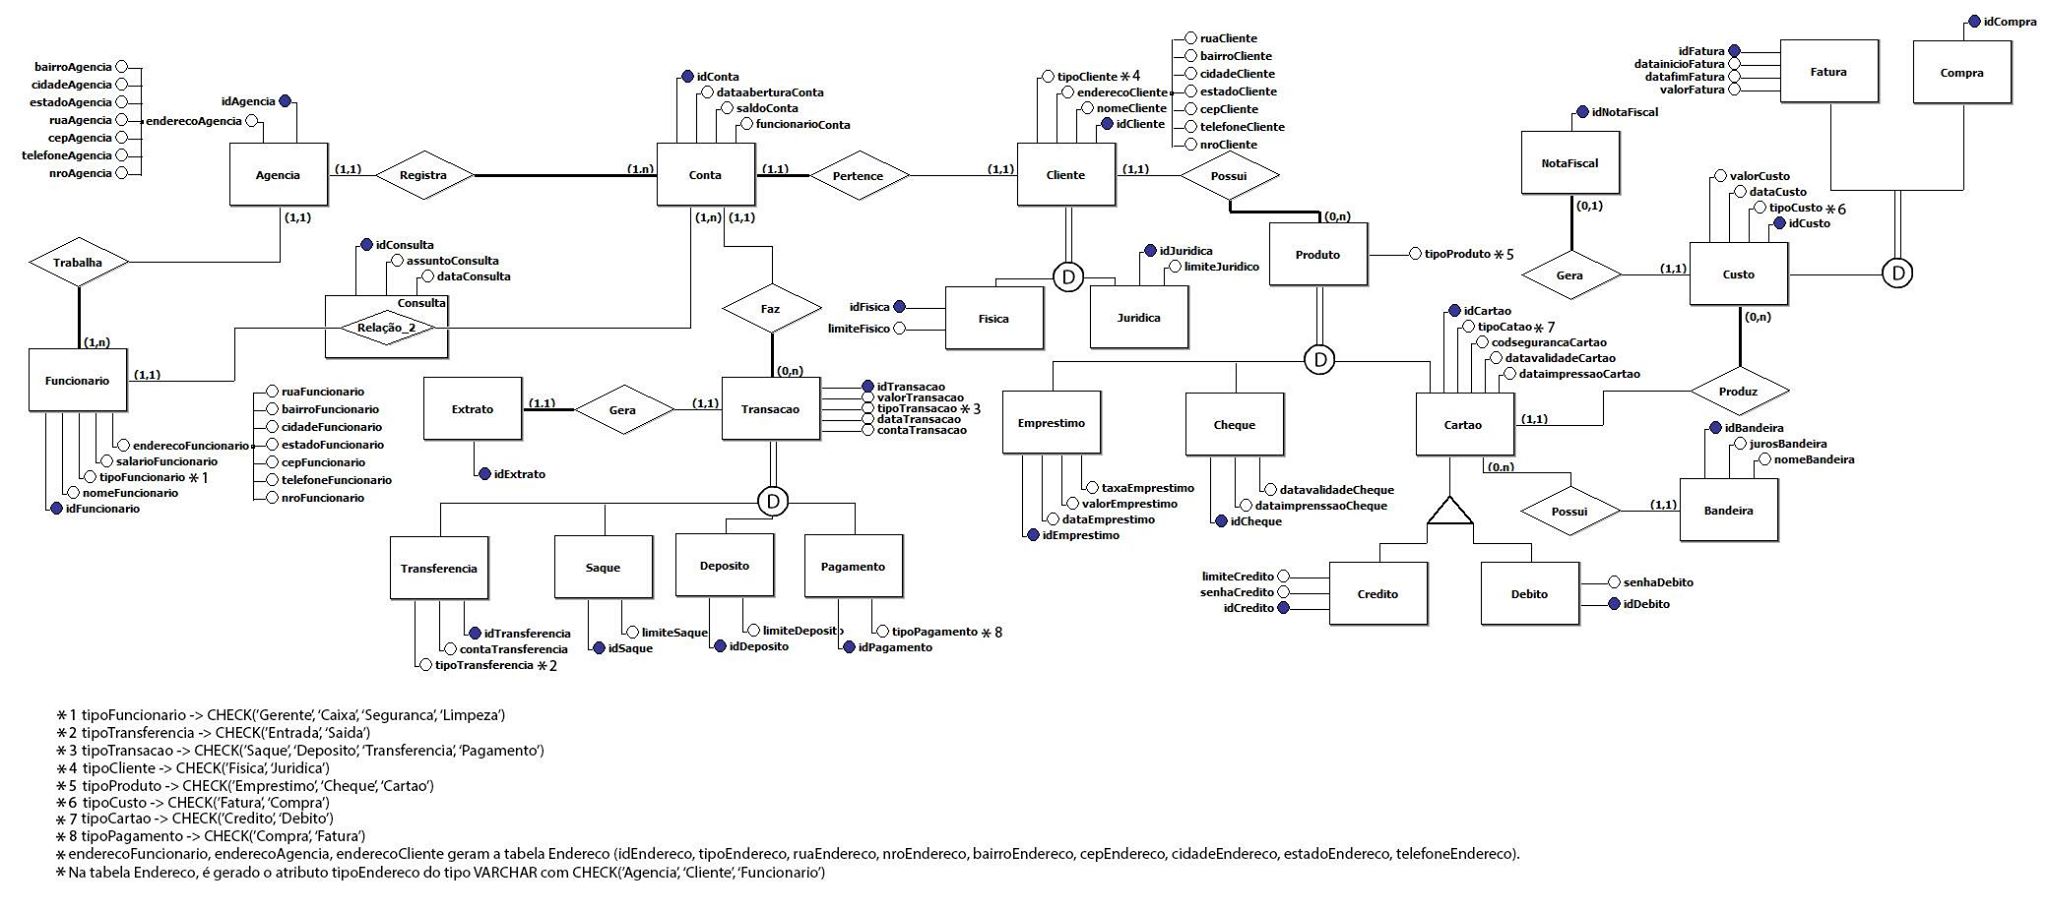 idCompra
idFatura
datainicioFatura
datafimFatura
valorFatura
Fatura
Compra
ruaCliente
bairroCliente
cidadeCliente
estadoCliente
cepCliente
telefoneCliente
nroCliente
tipoCliente *4
enderecoCliente
nomeCliente
idCliente
bairroAgencia
cidadeAgencia
estadoAgencia
ruaAgencia
cepAgencia
telefoneAgencia
nroAgencia
idAgencia
enderecoAgencia
idConta
dataaberturaConta
saldoConta
funcionarioConta
idNotaFiscal
NotaFiscal
(0,1)
Agencia
(1,1)
Registra
(1,n)
Conta
(1,1)
Pertence
(1,1)
Cliente
(1,1)
Possui
(0,n)
valorCusto
dataCusto
tipoCusto *6
idCusto
(1,1)
(1,n)
(1,1)
Trabalha
idConsulta
assuntoConsulta
dataConsulta
Consulta
Relação_2
Faz
D
idJuridica
limiteJuridico
Produto
tipoProduto *5
Gera
(1,1)
Custo
D
(0,n)
idFisica
limiteFisico
Fisica
Juridica
D
idCartao
tipoCatao *7
codsegurancaCartao
datavalidadeCartao
dataimpressaoCartao
(1,n)
Funcionario
(1,1)
(0,n)
Extrato
(1,1)
Gera
(1,1)
Transacao
idTransacao
valorTransacao
tipoTransacao *3
dataTransacao
contaTransacao
idExtrato
Emprestimo
Cheque
Cartao
(1,1)
Produz
(0,n)
idBandeira
jurosBandeira
nomeBandeira
Possui
(1,1)
Bandeira
ruaFuncionario
bairroFuncionario
cidadeFuncionario
estadoFuncionario
cepFuncionario
telefoneFuncionario
nroFuncionario
enderecoFuncionario
salarioFuncionario
tipoFuncionario *1
nomeFuncionario
idFuncionario
D
taxaEmprestimo
valorEmprestimo
dataEmprestimo
idEmprestimo
datavalidadeCheque
dataimprenssaoCheque
idCheque
Transferencia
Saque
Deposito
Pagamento
limiteCredito
senhaCredito
idCredito
Credito
Debito
senhaDebito
idDebito
idTransferencia
contaTransferencia
tipoTransferencia *2
limiteSaque
idSaque
limiteDeposito
idDeposito
tipoPagamento *8
idPagamento
*1 tipoFuncionario -> CHECK(‘Gerente’, ‘Caixa’, ‘Seguranca’, ‘Limpeza’)
*2 tipoTransferencia -> CHECK(‘Entrada’, ‘Saida’)
*3 tipoTransacao -> CHECK(‘Saque’, ‘Deposito’, ‘Transferencia’, ‘Pagamento’)
*4 tipoCliente -> CHECK(‘Fisica’, ‘Juridica’)
*5 tipoProduto -> CHECK(‘Emprestimo’, ‘Cheque’, ‘Cartao’)
*6 tipoCusto -> CHECK(‘Fatura’, ‘Compra’)
*7 tipoCartao -> CHECK(‘Credito’, ‘Debito’)
*8 tipoPagamento -> CHECK(‘Compra’, ‘Fatura’)
*enderecoFuncionario, enderecoAgencia, enderecoCliente geram a tabela Endereco (idEndereco, tipoEndereco, ruaEndereco, nroEndereco, bairroEndereco, cepEndereco, cidadeEndereco, estadoEndereco, telefoneEndereco).
*Na tabela Endereco, é gerado o atributo tipoEndereco do tipo VARCHAR com CHECK(‘Agencia’, ‘Cliente’, ‘Funcionario’)